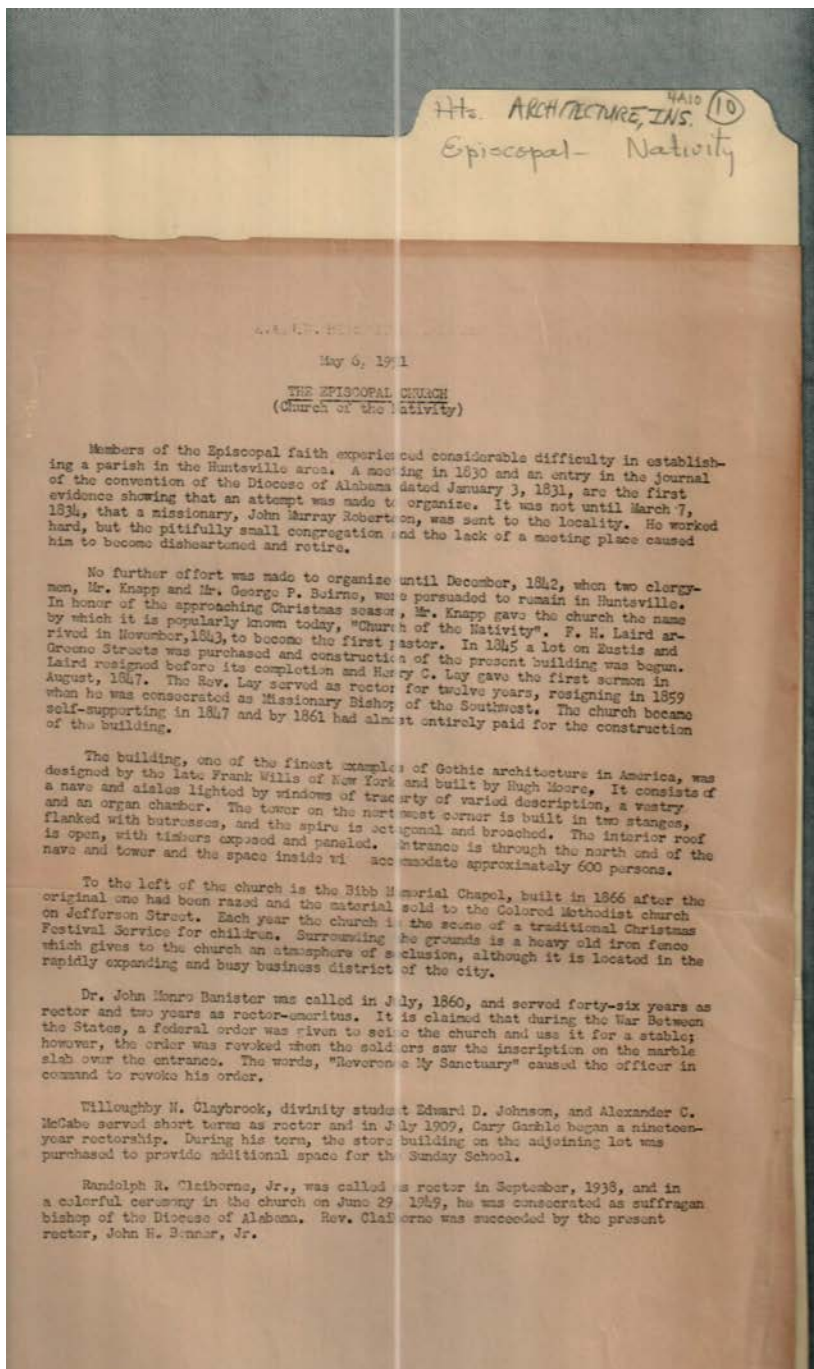 Hts. ARCHITECTURE, INS. 4A10 10
Episcopal- Nativity
May 6, 1951
THE EPISCOPAL CHURCH
(Church of the Nativity)
Members of the Episcopal faith experienced considerable difficulty in establish-
ing a parish in the Huntsville area. A meeting in 1830 and an entry in the journal
of the convention of the Diocese of Alabama dated January 3, 1831, are the first
evidence showing that an attempt was made to organize. It was not until March 7,
1834, that a missionary, John Murray Robertson, was sent to the locality. He worked
hard, but the pitifully small congregation and the lack of a meeting place caused
him to become disheartened and retire.
No further effort was made to organize until December, 1842, when two clergy-
men, Mr. Knapp and Mr. George P. Beirne, were persuaded to remain in Huntsville.
In honor of the approaching Christmas season, Mr. Knapp gave the church the name
by which it is popularly known today, "Church of the Nativity". F. H. Laird ar-
rived in November,1843, to become the first pastor. In 1845 a lot on Eustis and
Greene Streets was purchased and construction of the present building was begun.
Laird resigned before its completion and Henry C. Lay gave the first sermon in
August, 1847. The Rev. Lay served as rector for twelve years, resigning in 1859
when he was consecrated as Missionary Bishop of the Southwest. The church became
self-supporting in 1847 and by 1861 had almost entirely paid for the construction
of the building.
The building, one of the finest examples of Gothic architecture in America, was
designed by the late Frank Wills of New York and built by Hugh Moore, It consists of
a nave and aisles lighted by windows of tracerty of varied description, a vestry
and an organ chamber. The tower on the northwest corner is built in two stanges,
flanked with butresses, and the spire is octagonal and broached. The interior roof
is open, with timbers exposed and paneled. Entrance is through the north end of the
nave and tower and the space inside wi accommodate approximately 600 persons.
To the left of the church is the Bibb Memorial Chapel, built in 1866 after the
original one had been razed and the material sold to the Colored Methodist church
on Jefferson Street. Each year the church is the scene of a traditional Christmas
Festival Service for children. Surrounding the grounds is a heavy old iron fence
which gives to the church an atmosphere of seclusion, although it is located in the
rapidly expanding and busy business district of the city.
Dr. John Monro Banister was called in July, 1860, and served forty-six years as
rector and two years as rector-emeritus. It is claimed that during the War Between
the States, a federal order was given to seize the church and use it for a stable;
however, the order was revoked when the soldiers saw the inscription on the marble
slab over the entrance. The words, "Reverence My Sanctuary" caused the officer in
command to revoke his order.
Willoughby N. Claybrook, divinity student Edward D. Johnson, and Alexander C.
McCabe served short terms as rector and in July 1909, Cary Gamble began a nineteen-
year rectorship. During his term, the store building on the adjoining lot was
purchased to provide additional space for the Sunday School.
Randolph R. Claiborne, Jr., was called as rector in September, 1938, and in
a colorful ceremony in the church on June 29 1949, he was consecrated as suffragan
bishop of the Diocese of Alabama. Rev. Claiborne was succeeded by the present
rector, John H. Bonner, Jr.